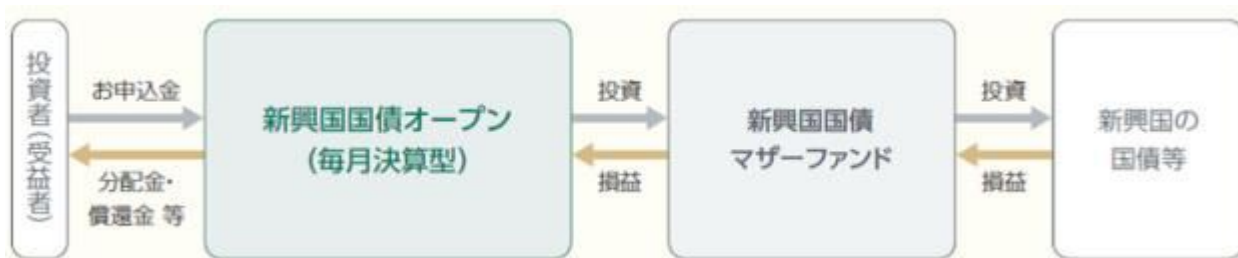 投資者(受益者)
お申込金
分配金・
償還金 等
新興国国債オープン
(毎月決算型)
投資
損益
新興国国債
マザーファンド
投資
損益
新興国の
国債等